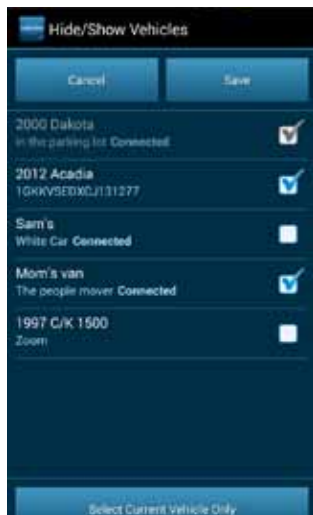 Hide/Show Vehicles
Cancel
Save
2000 Dakota
In the parking lot Connected
2012 Acadia
Sam's
White Car Connected
Mom's van
The people mover Connected
1997 C/K 1500
Zoom
Select Current Vehicle Only